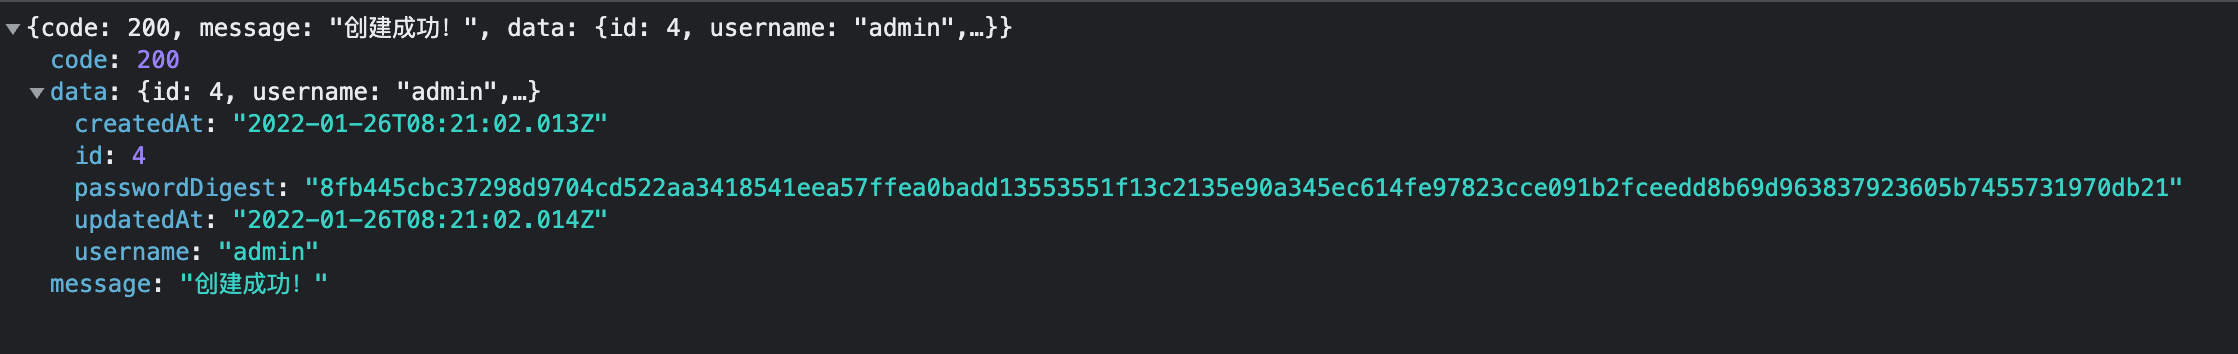 {code: 200, message: "创建成功！", data: {id: 4, username: "admin",…}}
code: 200
data: {id: 4, username: "admin",…}
createdAt: "2022-01-26T08:21:02.013Z"
id: 4
passwordDigest: "8fb445cbc37298d9704cd522aa3418541eea57ffea0badd13553551f13c2135e90a345ec614fe97823cce091b2fceedd8b69d963837923605b7455731970db21"
updatedAt: "2022-01-26T08:21:02.014Z"
username: "admin"
message: "创建成功！"